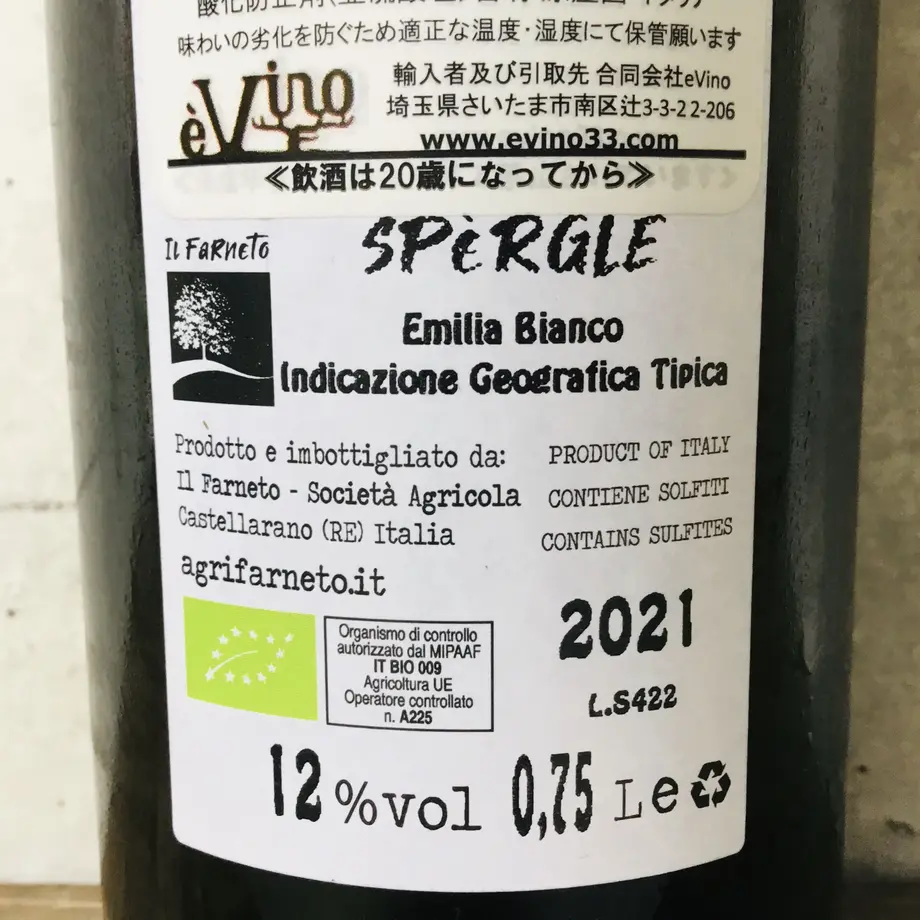 味わいの劣化を防ぐため適正な温度・湿度にて保管願います
èVino
輸入者及び引取先 合同会社eVino
埼玉県さいたま市南区辻3-3-22-206
www.evino33.com
≪飲酒は20歳になってから≫
IL FARNETO
SPèRGLE
Emilia Bianco
Indicazione Geografica Tipica
Prodotto e imbottigliato da:
Il Farneto - Società Agricola
Castellarano (RE) Italia
agrifarneto.it
PRODUCT OF ITALY
CONTIENE SOLFITI
CONTAINS SULFITES
Organismo di controllo
autorizzato dal MIPAAF
IT BIO 009
Agricoltura UE
Operatore controllato
n. A225
2021
L.S422
12 %vol 0,75 L e